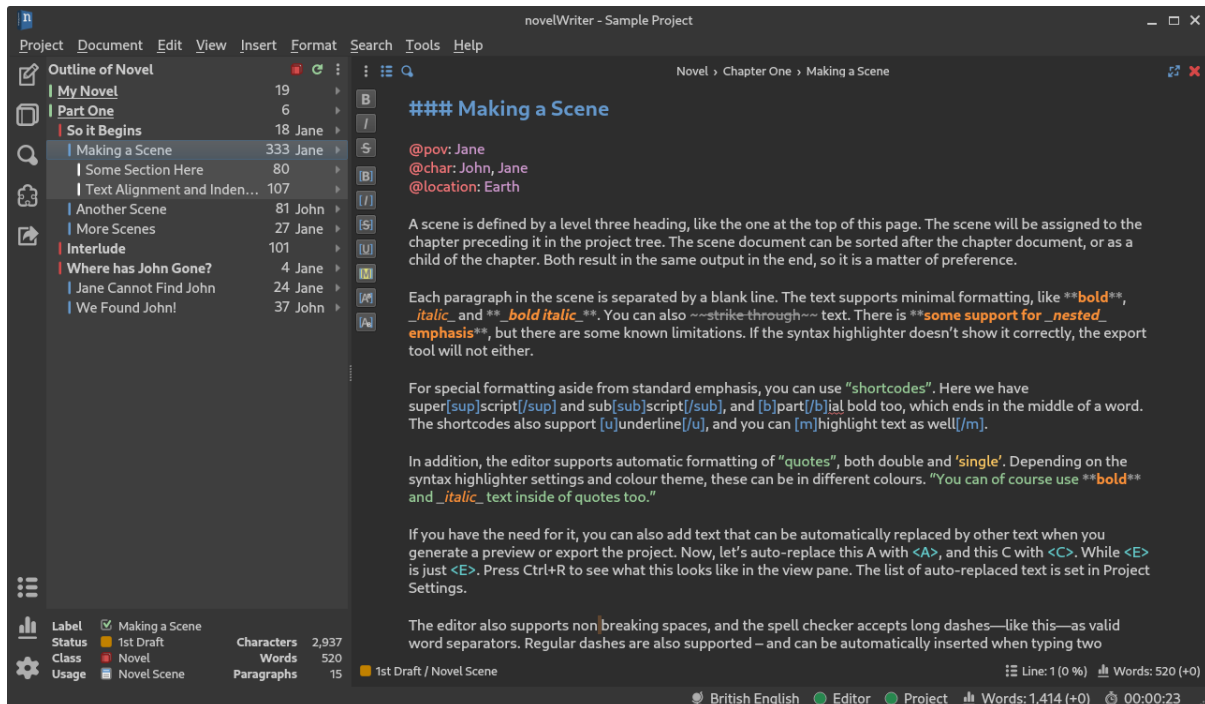 novelWriter - Sample Project
Project Document Edit View Insert Format Search Tools Help
Outline of Novel
My Novel 19
Part One 6
So it Begins 18 Jane
Making a Scene 333 Jane
Some Section Here 80
Text Alignment and Inden... 107
Another Scene 81 John
More Scenes 27 Jane
Interlude 101
Where has John Gone? 4 Jane
Jane Cannot Find John 24 Jane
We Found John! 37 John
Label Making a Scene
Status 1st Draft Characters 2,937
Class Novel Words 520
Usage Novel Scene Paragraphs 15
B
I
S
[B]
[I]
[S]
[U]
[M]
Novel › Chapter One › Making a Scene
### Making a Scene
@pov: Jane
@char: John, Jane
@location: Earth
A scene is defined by a level three heading, like the one at the top of this page. The scene will be assigned to the
chapter preceding it in the project tree. The scene document can be sorted after the chapter document, or as a
child of the chapter. Both result in the same output in the end, so it is a matter of preference.
Each paragraph in the scene is separated by a blank line. The text supports minimal formatting, like **bold**,
_italic_ and **_bold italic_**. You can also ~~strike through~~ text. There is **some support for _nested_
emphasis**, but there are some known limitations. If the syntax highlighter doesn’t show it correctly, the export
tool will not either.
For special formatting aside from standard emphasis, you can use “shortcodes”. Here we have
super[sup]script[/sup] and sub[sub]script[/sub], and [b]part[/b]ial bold too, which ends in the middle of a word.
The shortcodes also support [u]underline[/u], and you can [m]highlight text as well[/m].
In addition, the editor supports automatic formatting of “quotes”, both double and ‘single’. Depending on the
syntax highlighter settings and colour theme, these can be in different colours. “You can of course use **bold**
and _italic_ text inside of quotes too.”
If you have the need for it, you can also add text that can be automatically replaced by other text when you
generate a preview or export the project. Now, let’s auto-replace this A with <A>, and this C with <C>. While <E>
is just <E>. Press Ctrl+R to see what this looks like in the view pane. The list of auto-replaced text is set in Project
Settings.
The editor also supports non breaking spaces, and the spell checker accepts long dashes—like this—as valid
word separators. Regular dashes are also supported – and can be automatically inserted when typing two
1st Draft / Novel Scene Line: 1 (0 %) Words: 520 (+0)
British English Editor Project Words: 1,414 (+0) 00:00:23